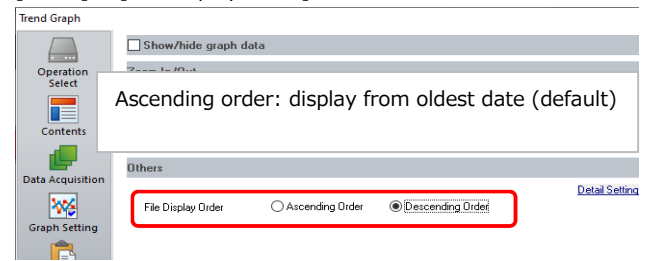 Trend Graph
Show/hide graph data
Operation
Select
Ascending order: display from oldest date (default)
Contents
Others
Data Acquisition
Detail Setting
File Display Order Ascending Order Descending Order
Graph Setting